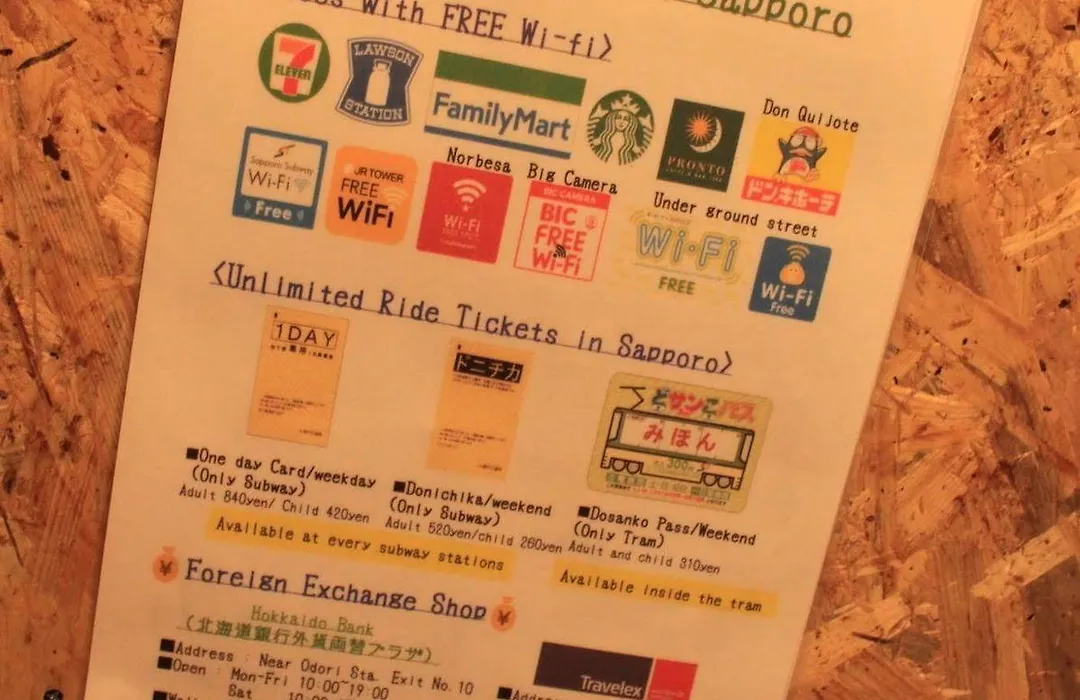 Sapporo
With FREE Wi-fi>
7
ELEVEN
LAWSON
STATION
FamilyMart
PRONTO
Don Quijote
ドンキホーテ
Sapporo Subway
Wi-Fi
Free
JR TOWER
FREE
WiFi
Norbesa
Wi-Fi
Big Camera
BIC CAMERA
BIC
FREE
Wi-Fi
Under ground street
Wi-Fi
FREE
Wi-Fi
Free
<Unlimited Ride Tickets in Sapporo>
1DAY
ドニチカ
どサンこパス
みほん
■One day Card/weekday
(Only Subway)
Adult 840yen/ Child 420yen
■Donichika/weekend
(Only Subway)
Adult 520yen/child 260yen
■Dosanko Pass/Weekend
(Only Tram)
Adult and child 310yen
Available at every subway stations
Available inside the tram
¥ Foreign Exchange Shop ¥
Hokkaido Bank
(北海道銀行外貨両替プラザ)
■Address : Near Odori Sta. Exit No.10
■Open : Mon-Fri 10:00~19:00
Sat
Travelex